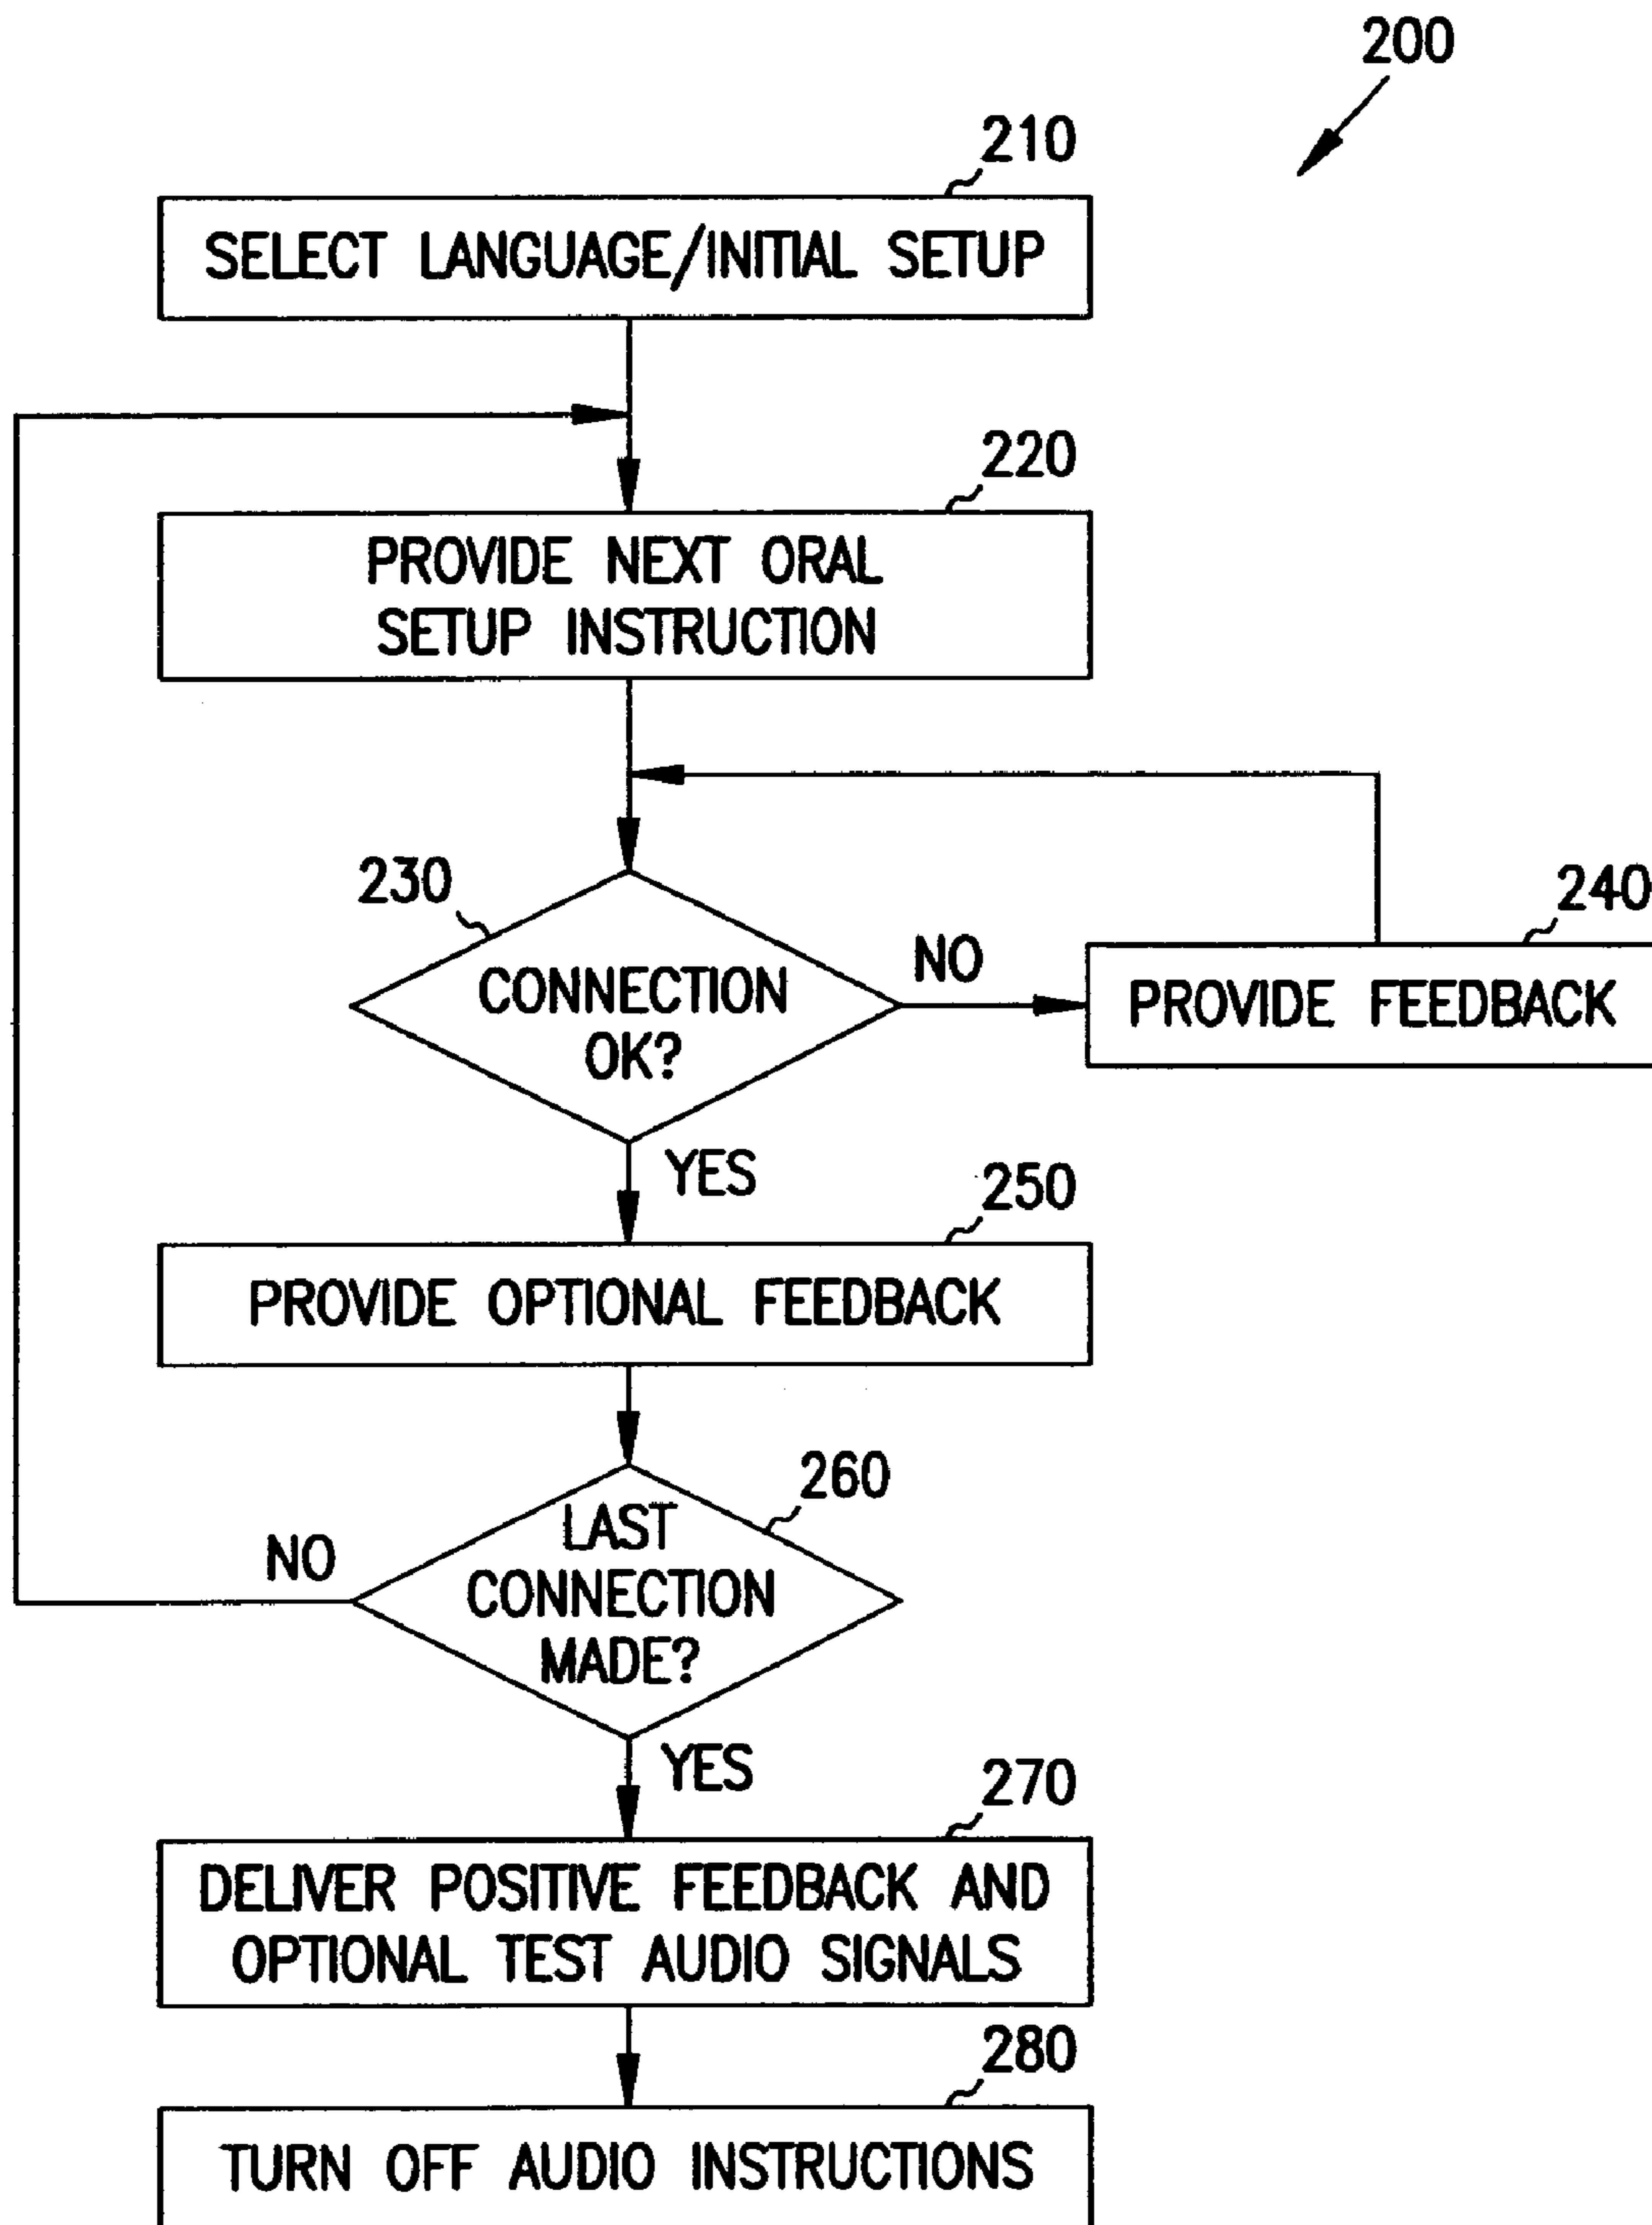 200
210
SELECT LANGUAGE/INITIAL SETUP
220
PROVIDE NEXT ORAL
SETUP INSTRUCTION
230
CONNECTION
OK?
NO
240
PROVIDE FEEDBACK
YES
250
PROVIDE OPTIONAL FEEDBACK
260
LAST
CONNECTION
MADE?
NO
YES
270
DELIVER POSITIVE FEEDBACK AND
OPTIONAL TEST AUDIO SIGNALS
280
TURN OFF AUDIO INSTRUCTIONS